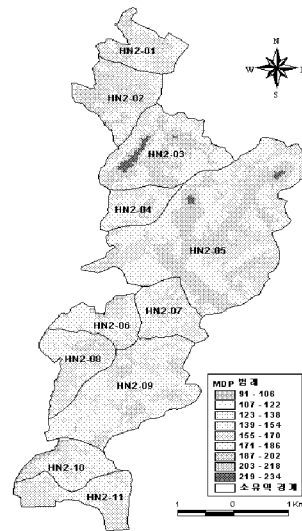 HN2-01
N
W E
S
HN2-02
HN2-03
HN2-04
HN2-05
HN2-07
HN2-06
HN2-08
HN2-09
HN2-10
HN2-11
MDP 범례
91 - 106
107 - 122
123 - 138
139 - 154
155 - 170
171 - 186
187 - 202
203 - 218
219 - 234
소유역 경계
1 0 1 Km